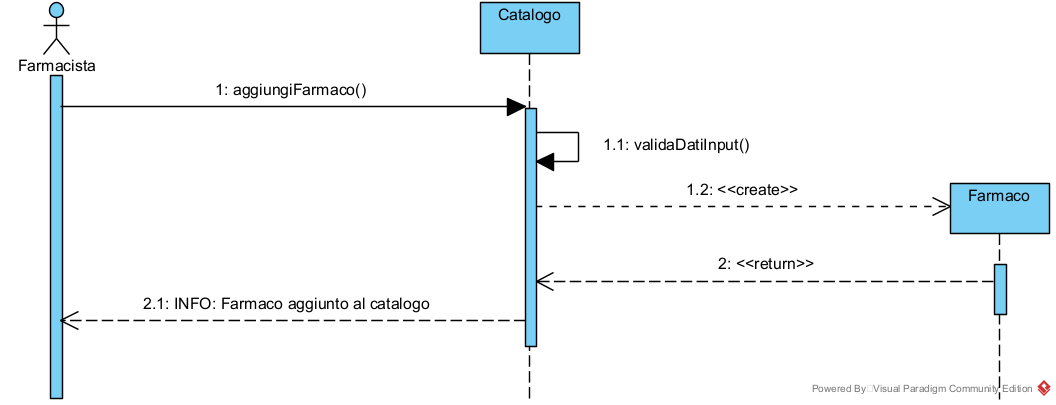 Catalogo
Farmacista
1: aggiungiFarmaco()
1.1: validaDatiInput()
1.2: <<create>>
Farmaco
2: <<return>>
2.1: INFO: Farmaco aggiunto al catalogo
Powered By Visual Paradigm Community Edition